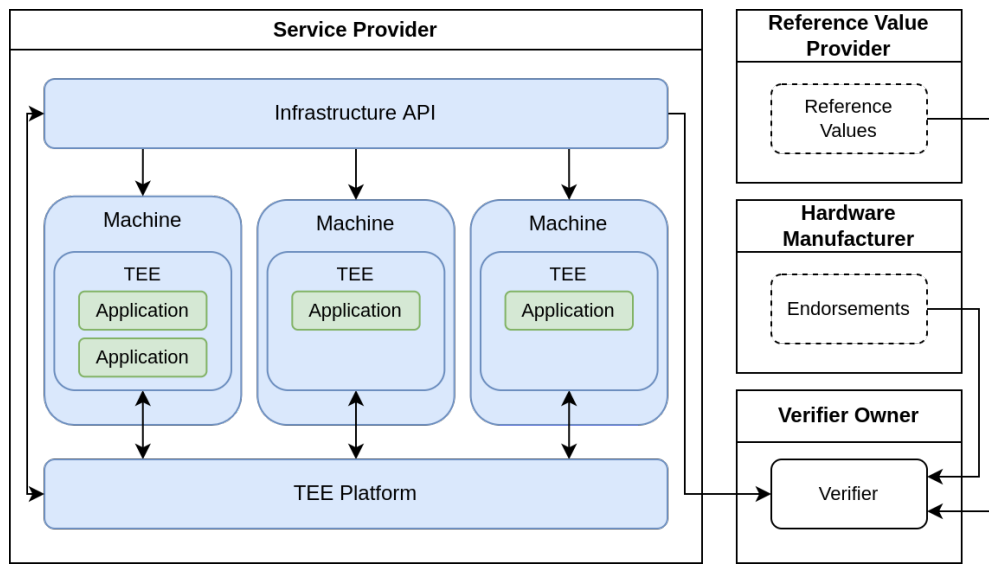 Service Provider
Infrastructure API
Machine
TEE
Application
Application
Machine
TEE
Application
Machine
TEE
Application
TEE Platform
Reference Value
Provider
Reference
Values
Hardware
Manufacturer
Endorsements
Verifier Owner
Verifier